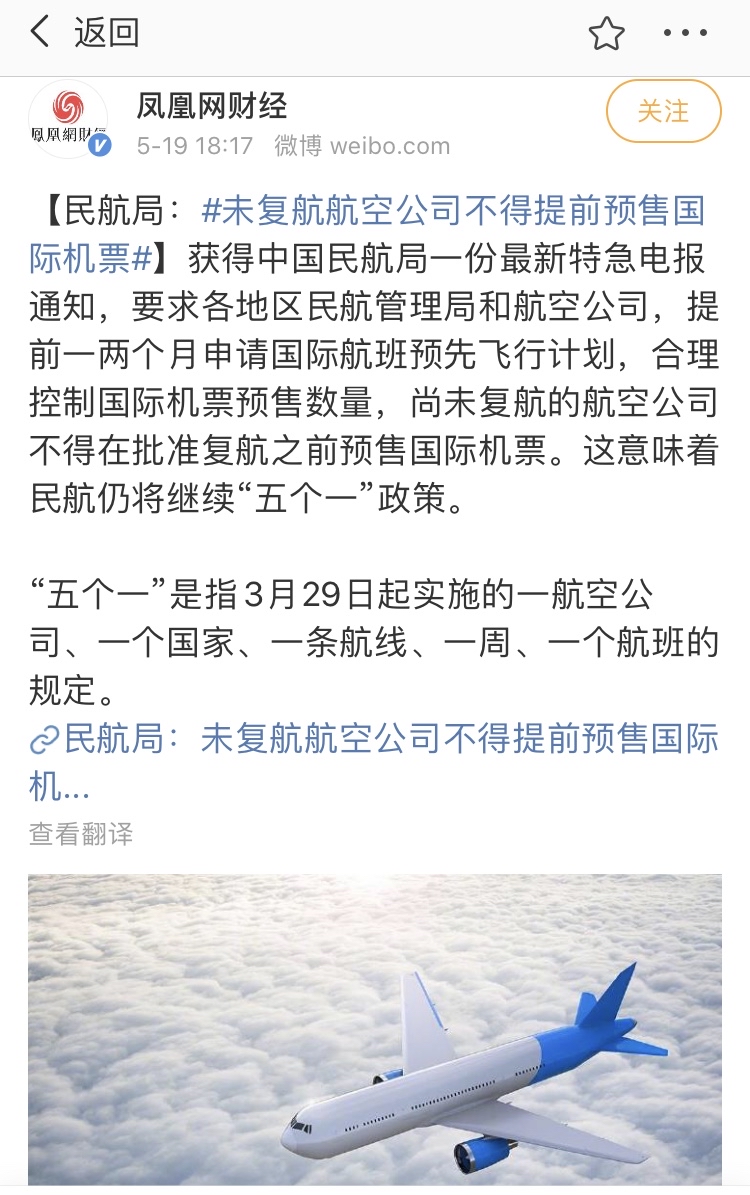 返回
凤凰网财经
鳳凰網財經
关注
5-19 18:17 微博 weibo.com
【民航局：#未复航航空公司不得提前预售国
际机票#】获得中国民航局一份最新特急电报
通知，要求各地区民航管理局和航空公司，提
前一两个月申请国际航班预先飞行计划，合理
控制国际机票预售数量，尚未复航的航空公司
不得在批准复航之前预售国际机票。这意味着
民航仍将继续“五个一”政策。
“五个一”是指3月29日起实施的一航空公
司、一个国家、一条航线、一周、一个航班的
规定。
民航局：未复航航空公司不得提前预售国际
机...
查看翻译